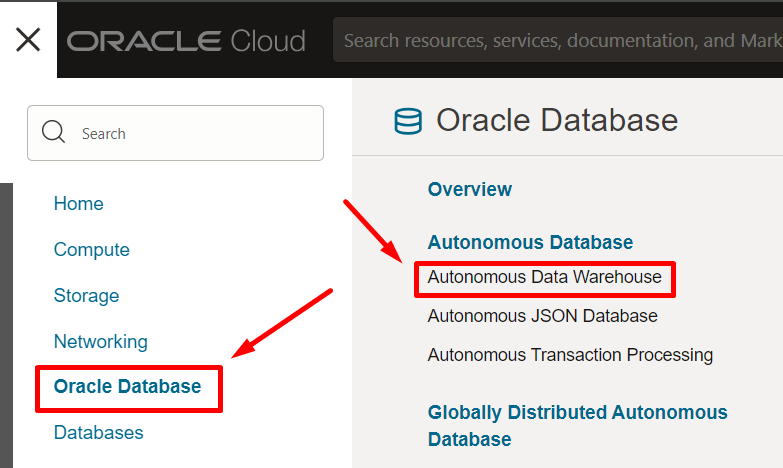 ORACLE Cloud
Search resources, services, documentation, and Mark
Search
Home
Compute
Storage
Networking
Oracle Database
Databases
Oracle Database
Overview
Autonomous Database
Autonomous Data Warehouse
Autonomous JSON Database
Autonomous Transaction Processing
Globally Distributed Autonomous
Database